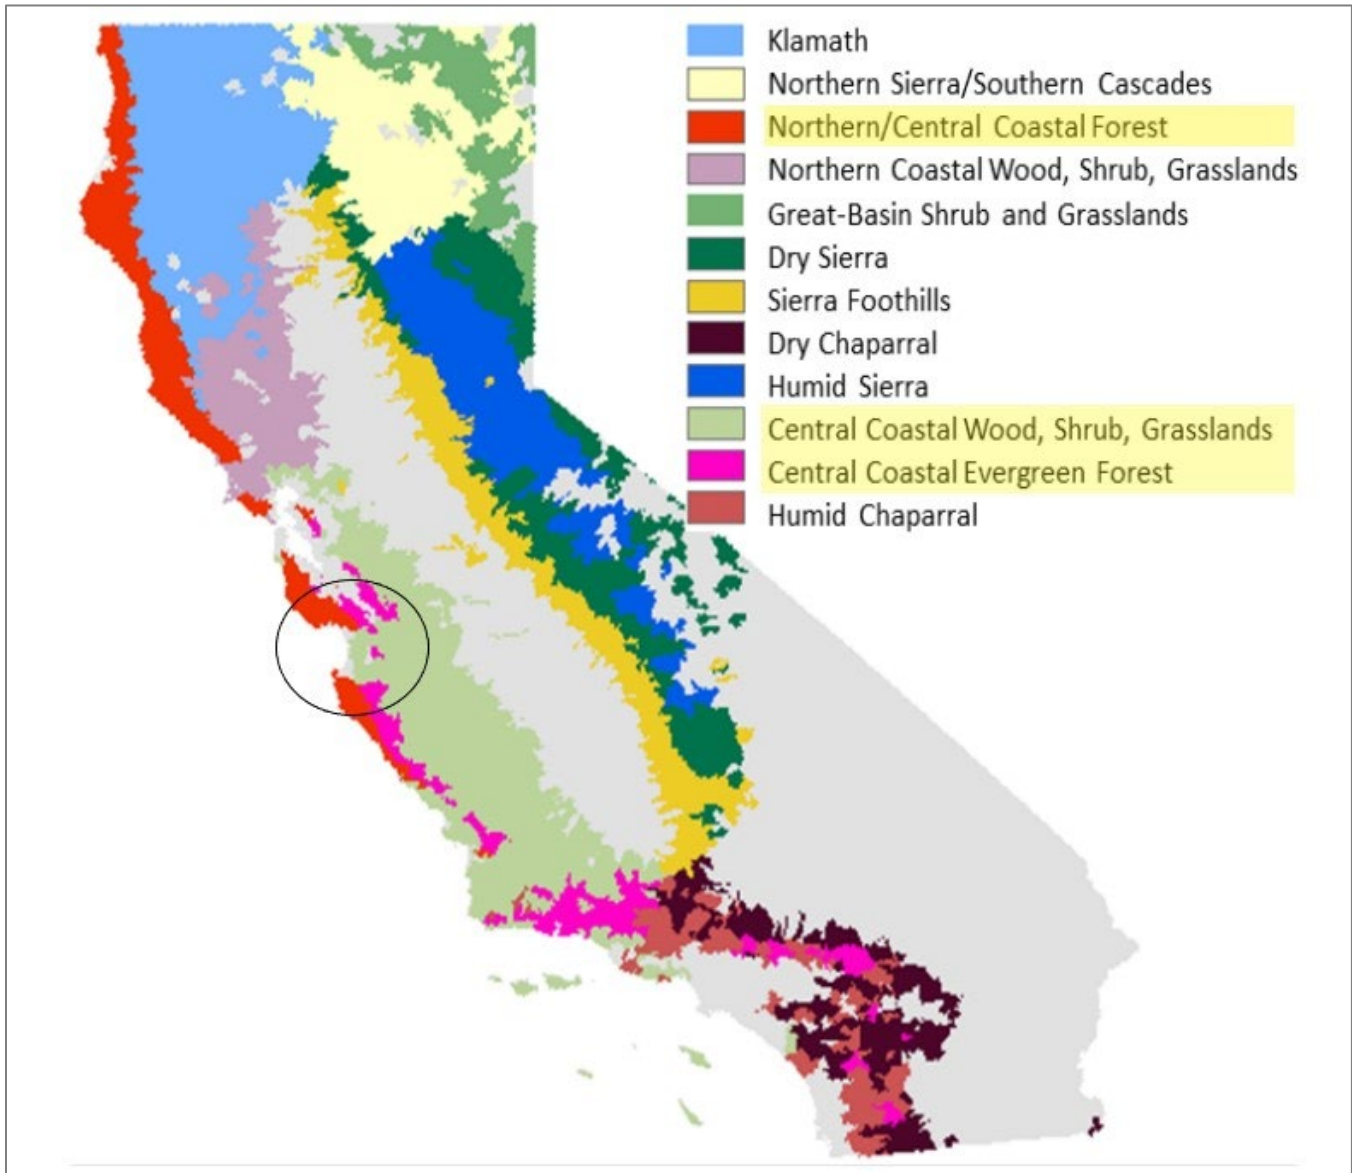 Klamath
Northern Sierra/Southern Cascades
Northern/Central Coastal Forest
Northern Coastal Wood, Shrub, Grasslands
Great-Basin Shrub and Grasslands
Dry Sierra
Sierra Foothills
Dry Chaparral
Humid Sierra
Central Coastal Wood, Shrub, Grasslands
Central Coastal Evergreen Forest
Humid Chaparral